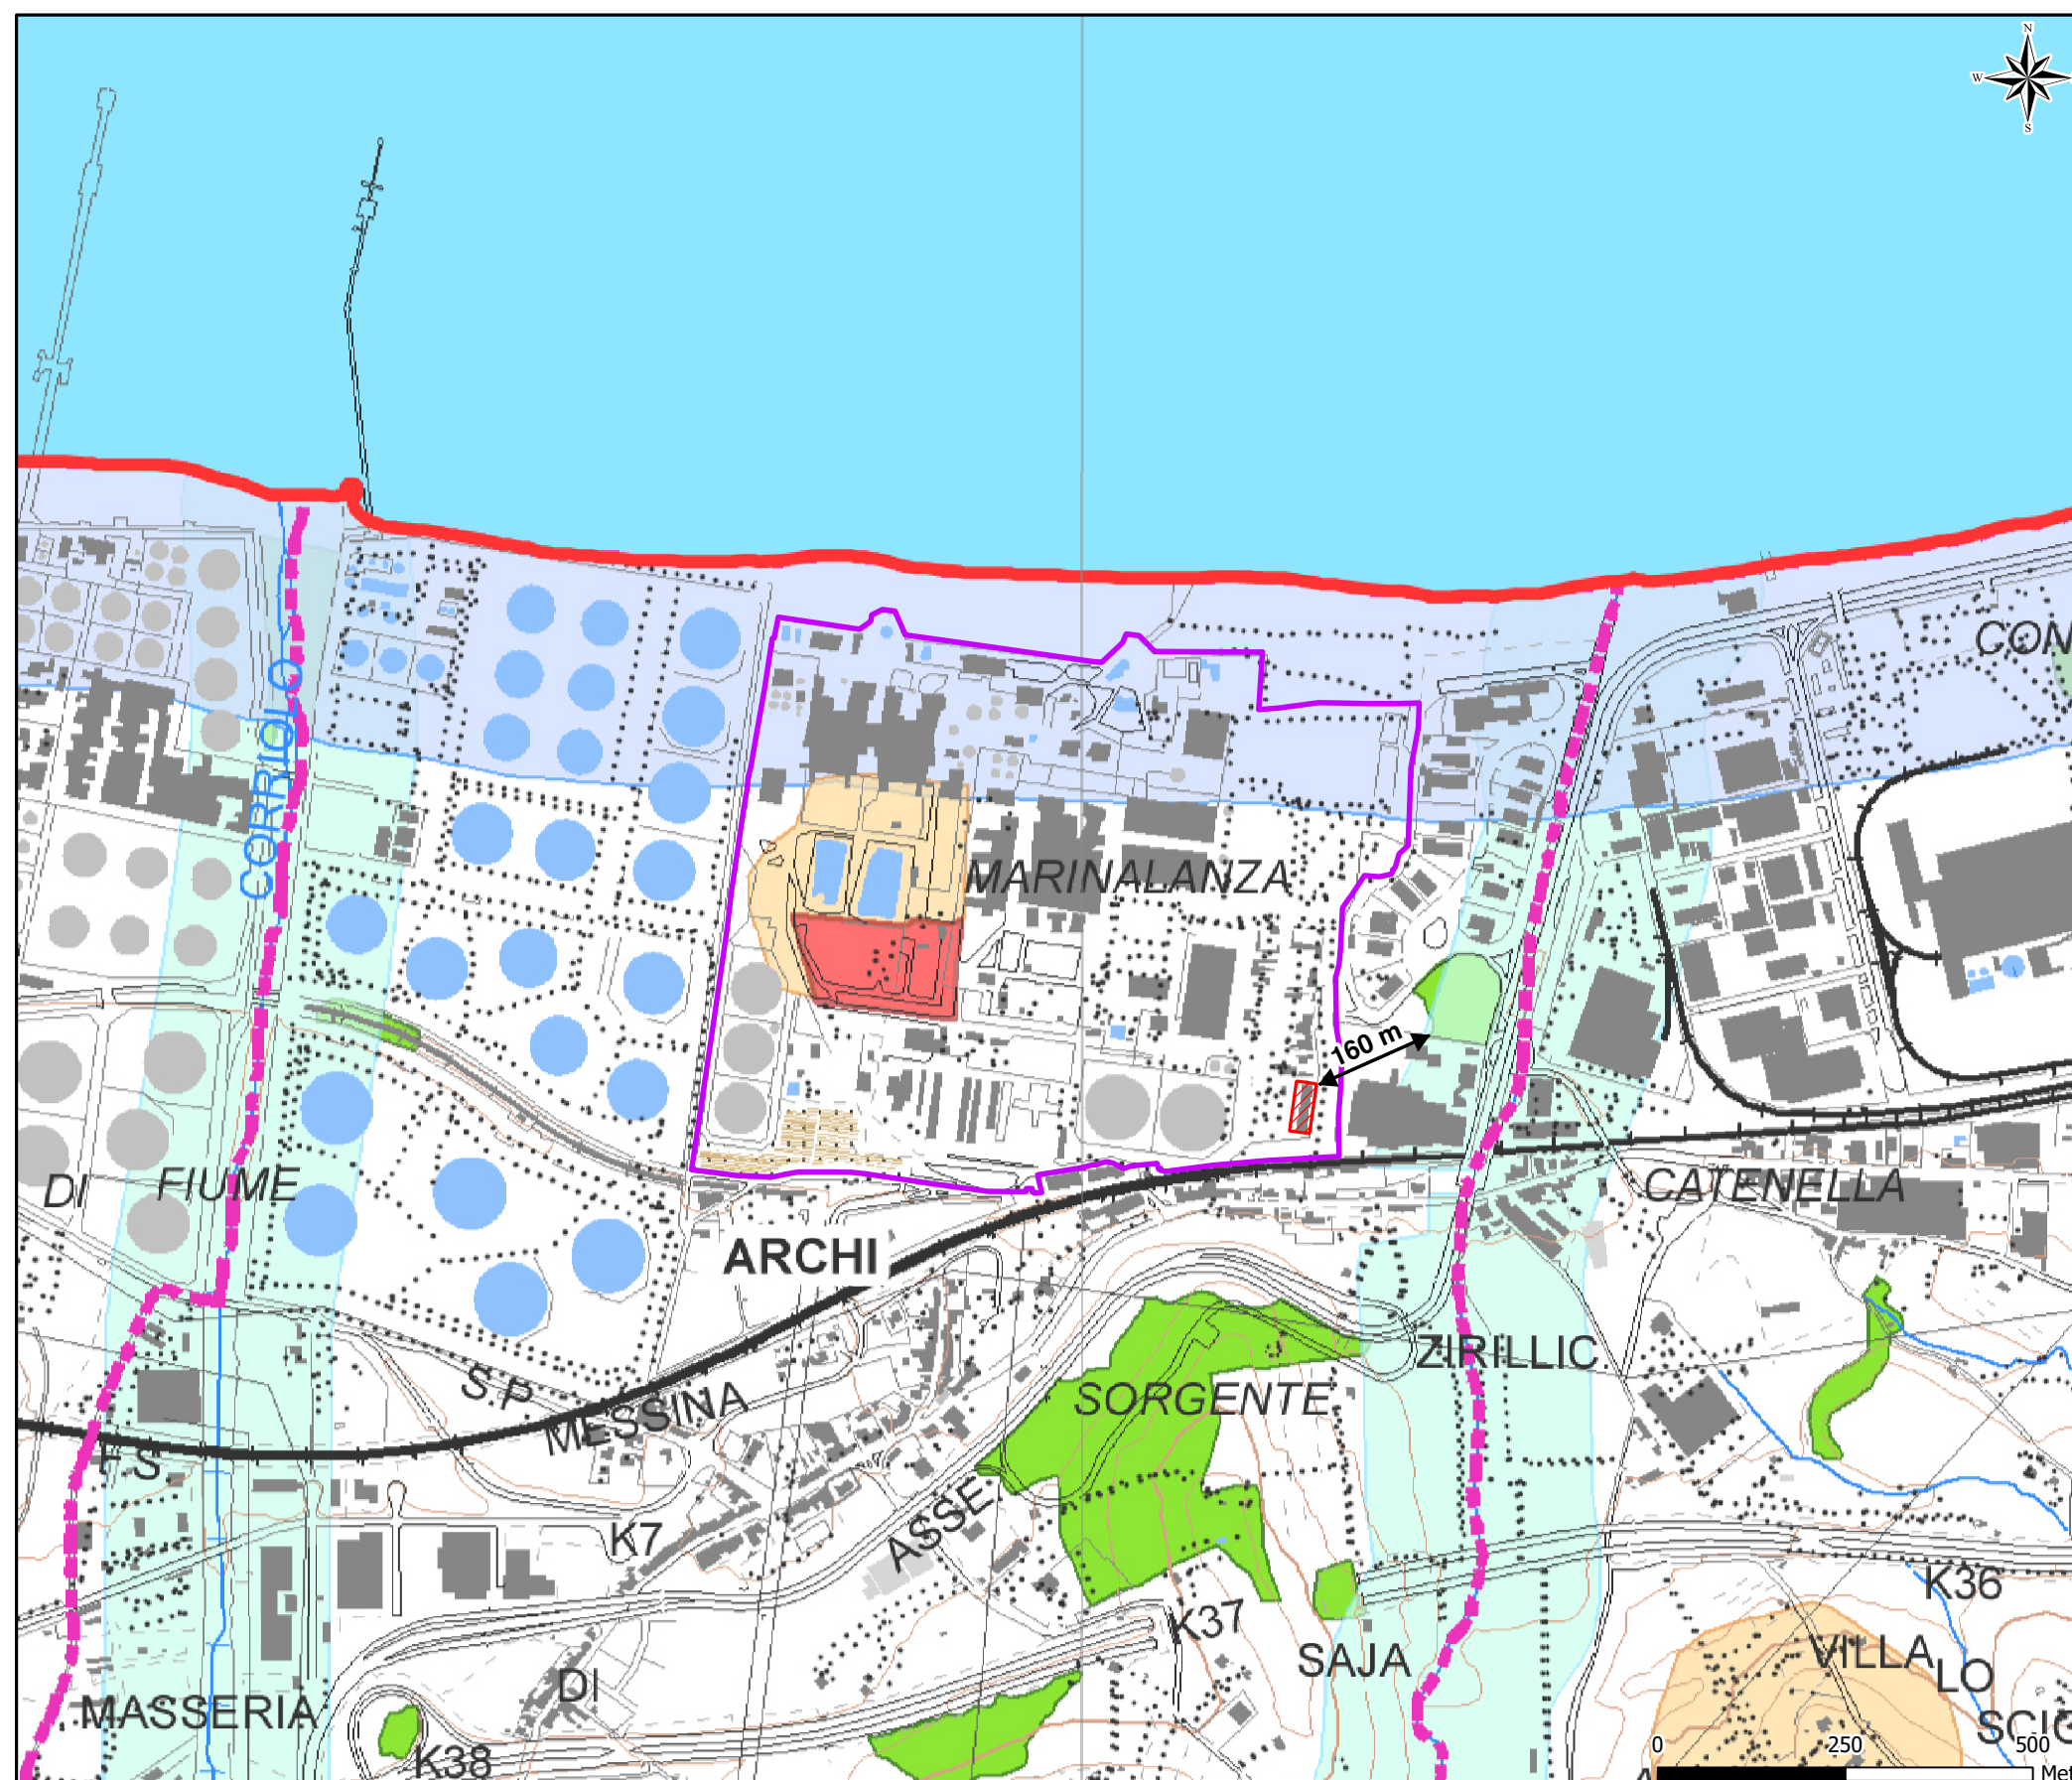 N
W
S
CON
CORRIOLO
MARINALANZA
160 m
DI FIUME
CATENELLA
ARCHI
ZIRILLIC.
S P
MESSINA
SORGENTE
F S
ASSE
K7
K36
K37
SAJA
VILLA
LO
DI
MASSERIA
SCIO
K38
0 250 500
Met